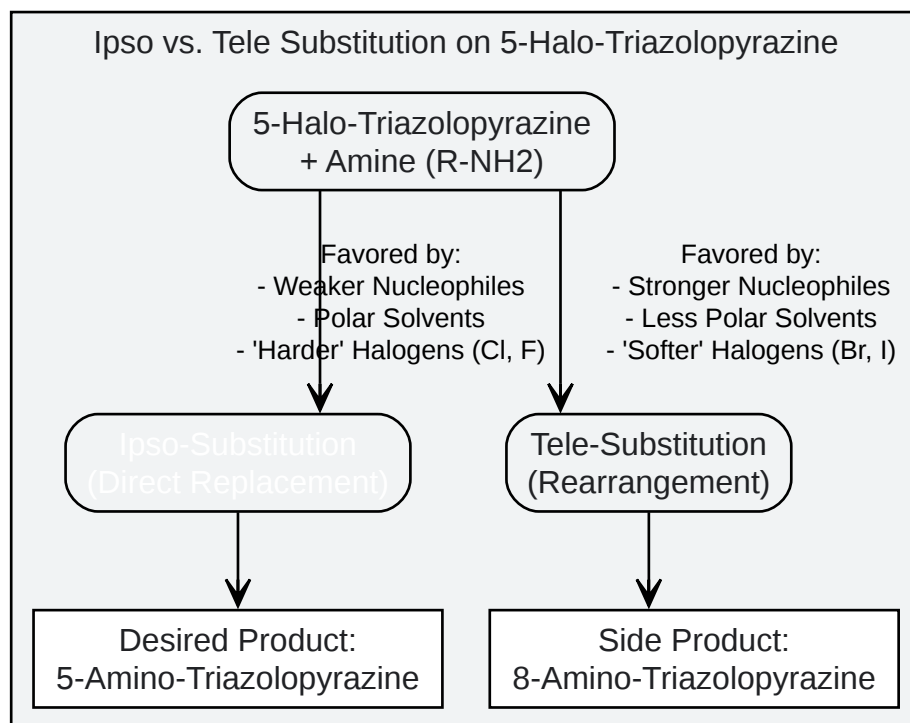 Ipso vs. Tele Substitution on 5-Halo-Triazolopyrazine
5-Halo-Triazolopyrazine
+ Amine (R-NH2)
Favored by:
- Weaker Nucleophiles
- Polar Solvents
- 'Harder' Halogens (Cl, F)
Favored by:
- Stronger Nucleophiles
- Less Polar Solvents
- 'Softer' Halogens (Br, I)
Ipso-Substitution
(Direct Replacement)
Tele-Substitution
(Rearrangement)
Desired Product:
5-Amino-Triazolopyrazine
Side Product:
8-Amino-Triazolopyrazine